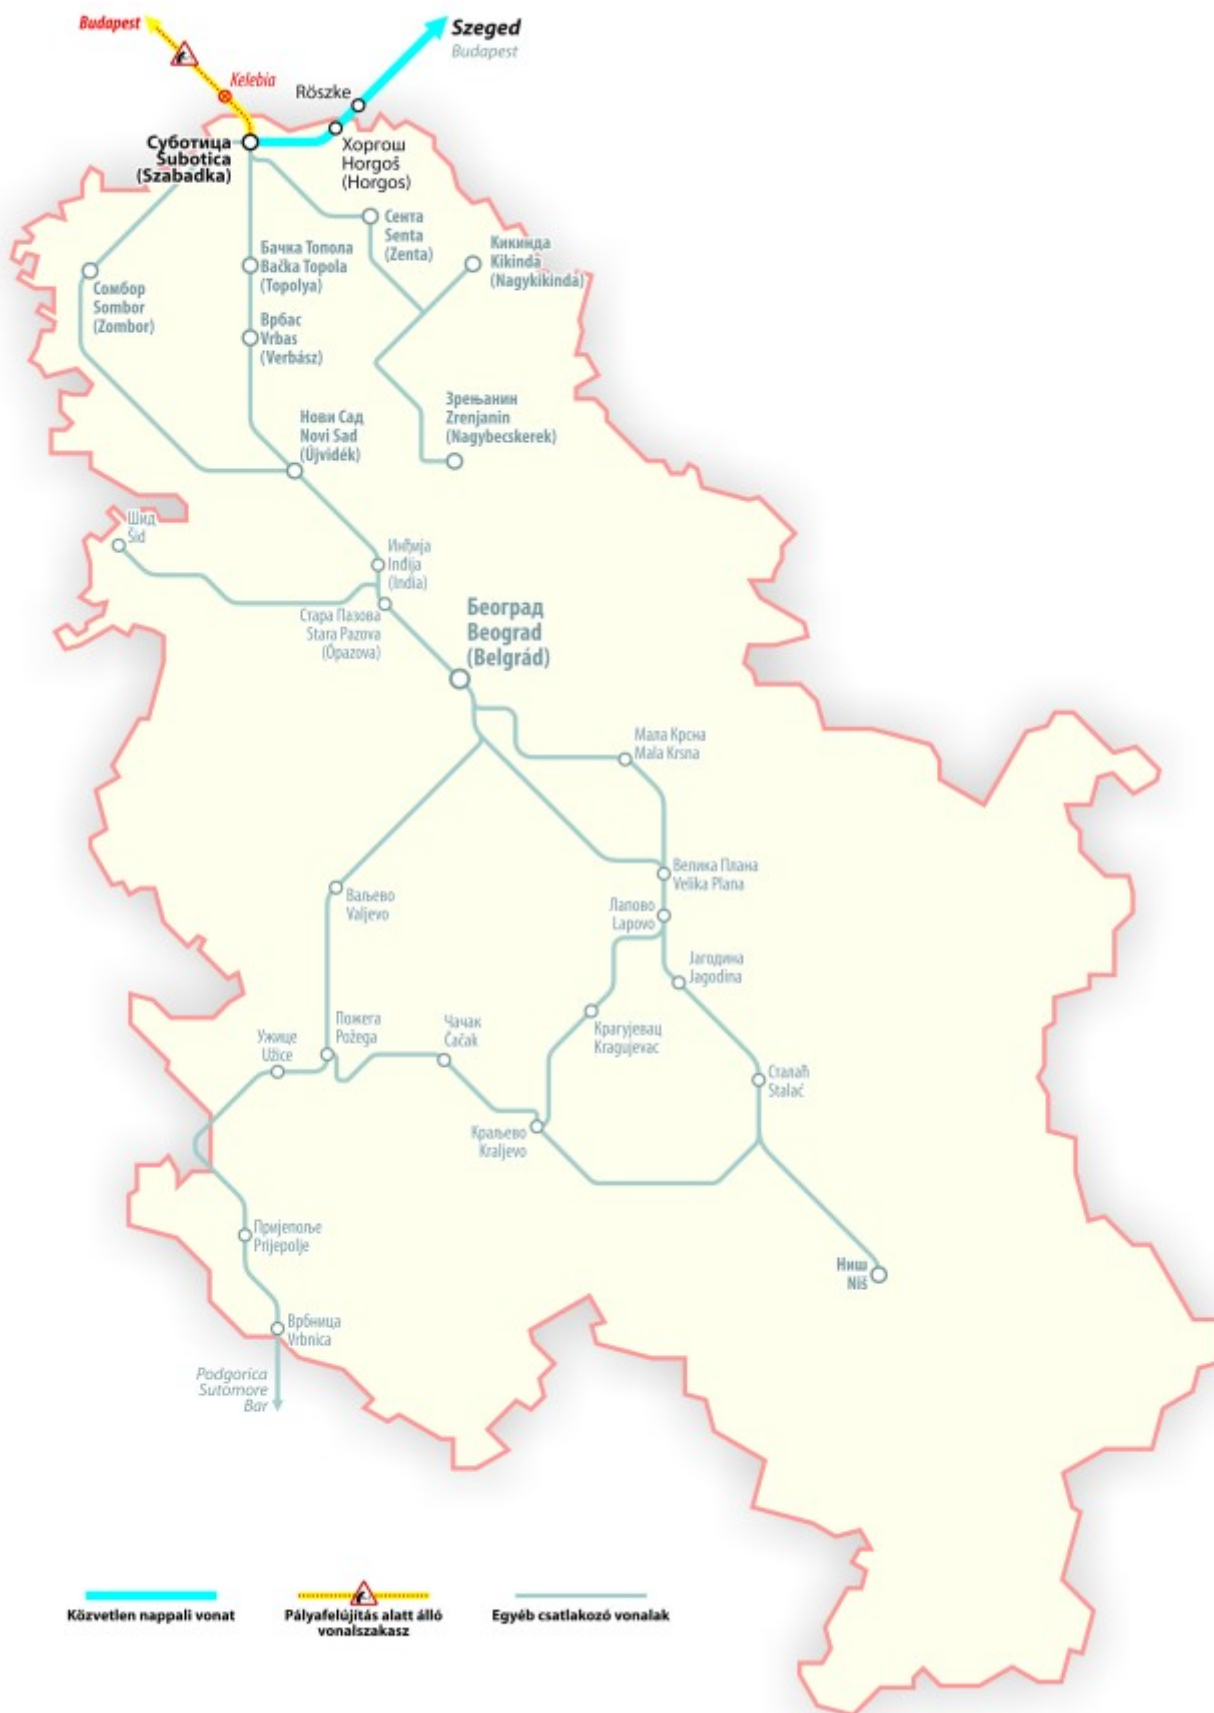 Budapest
Szeged
Budapest
Kelebia
Röszke
Суботица
Subotica
(Szabadka)
Хоргош
Horgoš
(Horgos)
Сента
Senta
(Zenta)
Кикинда
Kikinda
(Nagykikinda)
Бачка Топола
Bačka Topola
(Topolya)
Сомбор
Sombor
(Zombor)
Врбас
Vrbas
(Verbász)
Зрењанин
Zrenjanin
(Nagybecskerek)
Нови Сад
Novi Sad
(Újvidék)
Шид
Šid
Инђија
Inđija
(India)
Стара Пазова
Stara Pazova
(Ópazova)
Београд
Beograd
(Belgrád)
Мала Крсна
Mala Krsna
Велика Плана
Velika Plana
Ваљево
Valjevo
Лапово
Lapovo
Јагодина
Jagodina
Пожега
Požega
Чачак
Čačak
Крагујевац
Kragujevac
Ужице
Užice
Сталаћ
Stalać
Краљево
Kraljevo
Пријепоље
Prijepolje
Ниш
Niš
Врбница
Vrbnica
Podgorica
Sutomore
Bar
Közvetlen nappali vonat
Pályafelújítás alatt álló
vonalszakasz
Egyéb csatlakozó vonalak